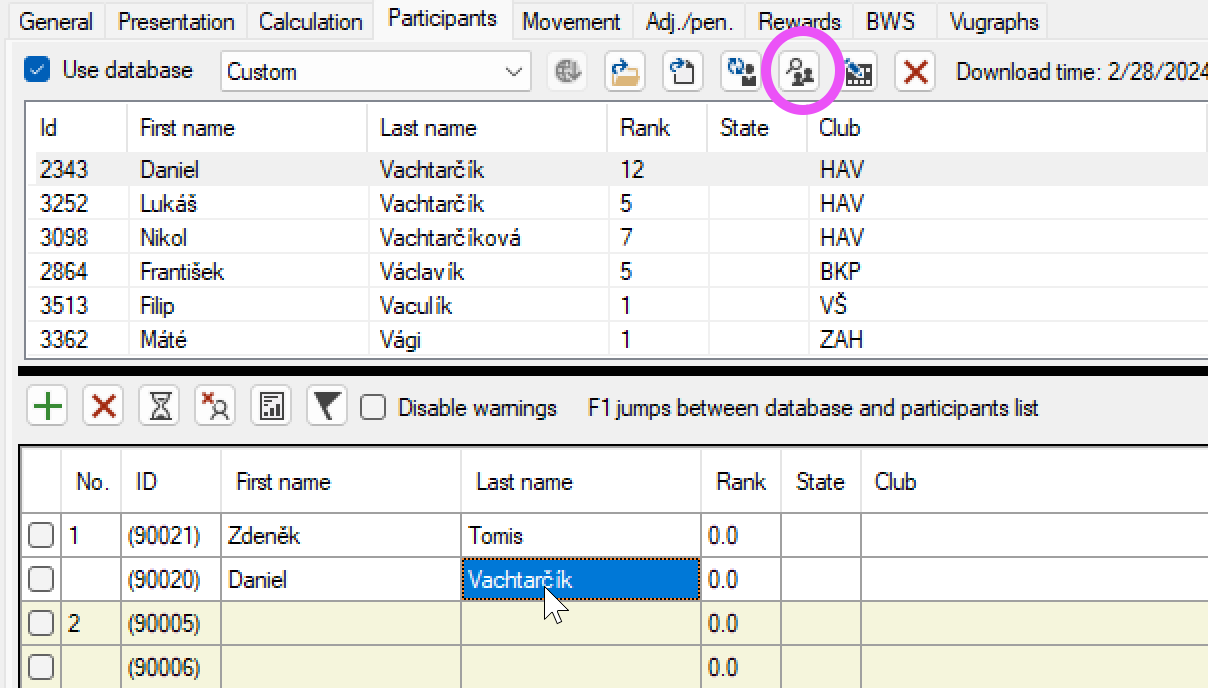 General Presentation Calculation Participants Movement Adj./pen. Rewards BWS Vugraphs
Use database Custom Download time: 2/28/2024
Id First name Last name Rank State Club
2343 Daniel Vachtarčík 12 HAV
3252 Lukáš Vachtarčík 5 HAV
3098 Nikol Vachtarčíková 7 HAV
2864 František Václavík 5 BKP
3513 Filip Vaculík 1 VŠ
3362 Máté Vági 1 ZAH
Disable warnings F1 jumps between database and participants list
No. ID First name Last name Rank State Club
1 (90021) Zdeněk Tomis 0.0
(90020) Daniel Vachtarčík 0.0
2 (90005) 0.0
(90006) 0.0